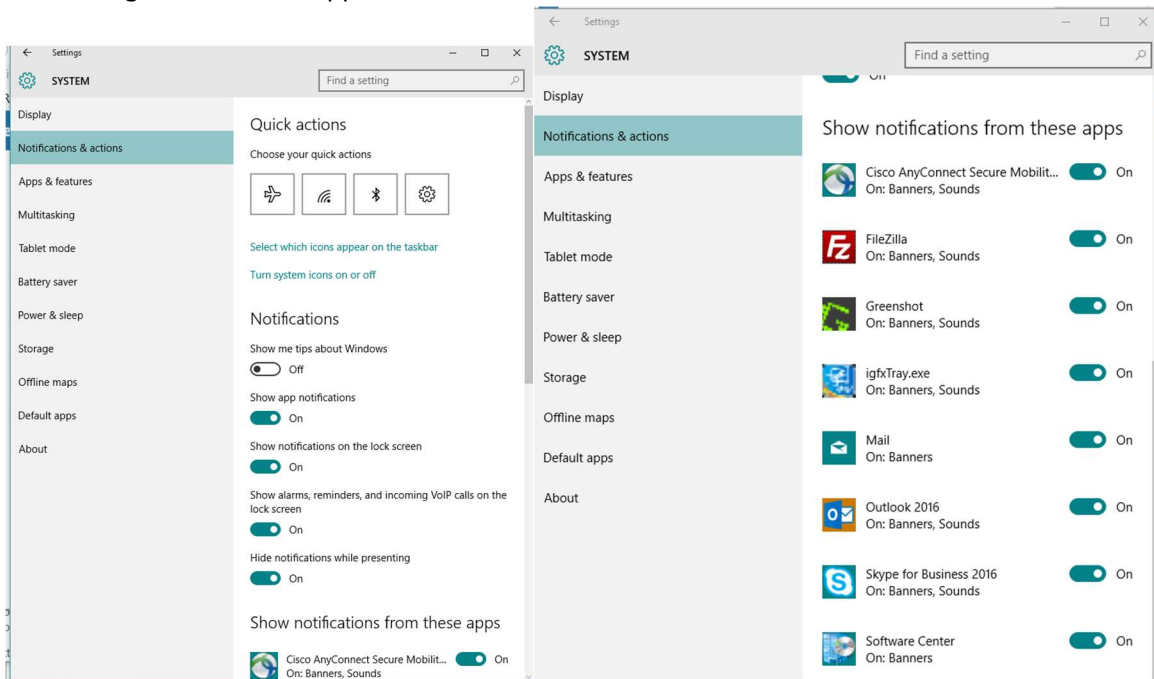 Settings
SYSTEM
Find a setting
Display
Notifications & actions
Apps & features
Multitasking
Tablet mode
Battery saver
Power & sleep
Storage
Offline maps
Default apps
About
Quick actions
Choose your quick actions
Select which icons appear on the taskbar
Turn system icons on or off
Notifications
Show me tips about Windows
Off
Show app notifications
On
Show notifications on the lock screen
On
Show alarms, reminders, and incoming VoIP calls on the
lock screen
On
Hide notifications while presenting
On
Show notifications from these apps
Cisco AnyConnect Secure Mobilit... On
On: Banners, Sounds
Settings
SYSTEM
Find a setting
Display
Notifications & actions
Apps & features
Multitasking
Tablet mode
Battery saver
Power & sleep
Storage
Offline maps
Default apps
About
On
Show notifications from these apps
Cisco AnyConnect Secure Mobilit... On
On: Banners, Sounds
FileZilla On
On: Banners, Sounds
Greenshot On
On: Banners, Sounds
igfxTray.exe On
On: Banners, Sounds
Mail On
On: Banners
Outlook 2016 On
On: Banners, Sounds
Skype for Business 2016 On
On: Banners, Sounds
Software Center On
On: Banners